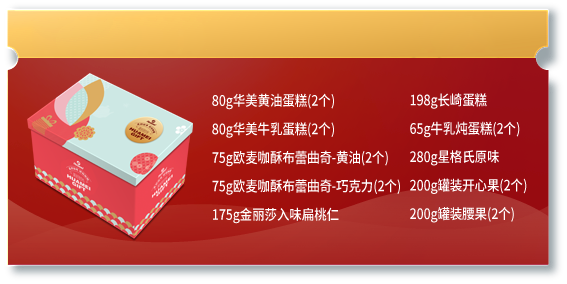 80g华美黄油蛋糕(2个)
80g华美牛乳蛋糕(2个)
75g欧麦咖酥布蕾曲奇-黄油(2个)
75g欧麦咖酥布蕾曲奇-巧克力(2个)
175g金丽莎入味扁桃仁
198g长崎蛋糕
65g牛乳炖蛋糕(2个)
280g星格氏原味
200g罐装开心果(2个)
200g罐装腰果(2个)
HUAMEI
GIFT
HUAMEI
GIFT